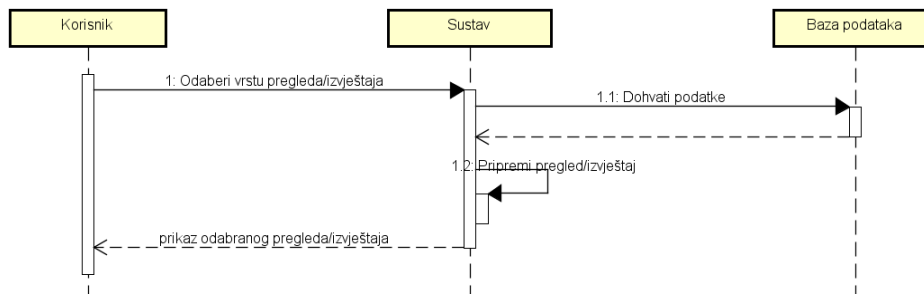 Korisnik
Sustav
Baza podataka
1: Odaberi vrstu pregleda/izvještaja
1.1: Dohvati podatke
1.2: Pripremi pregled/izvještaj
prikaz odabranog pregleda/izvještaja